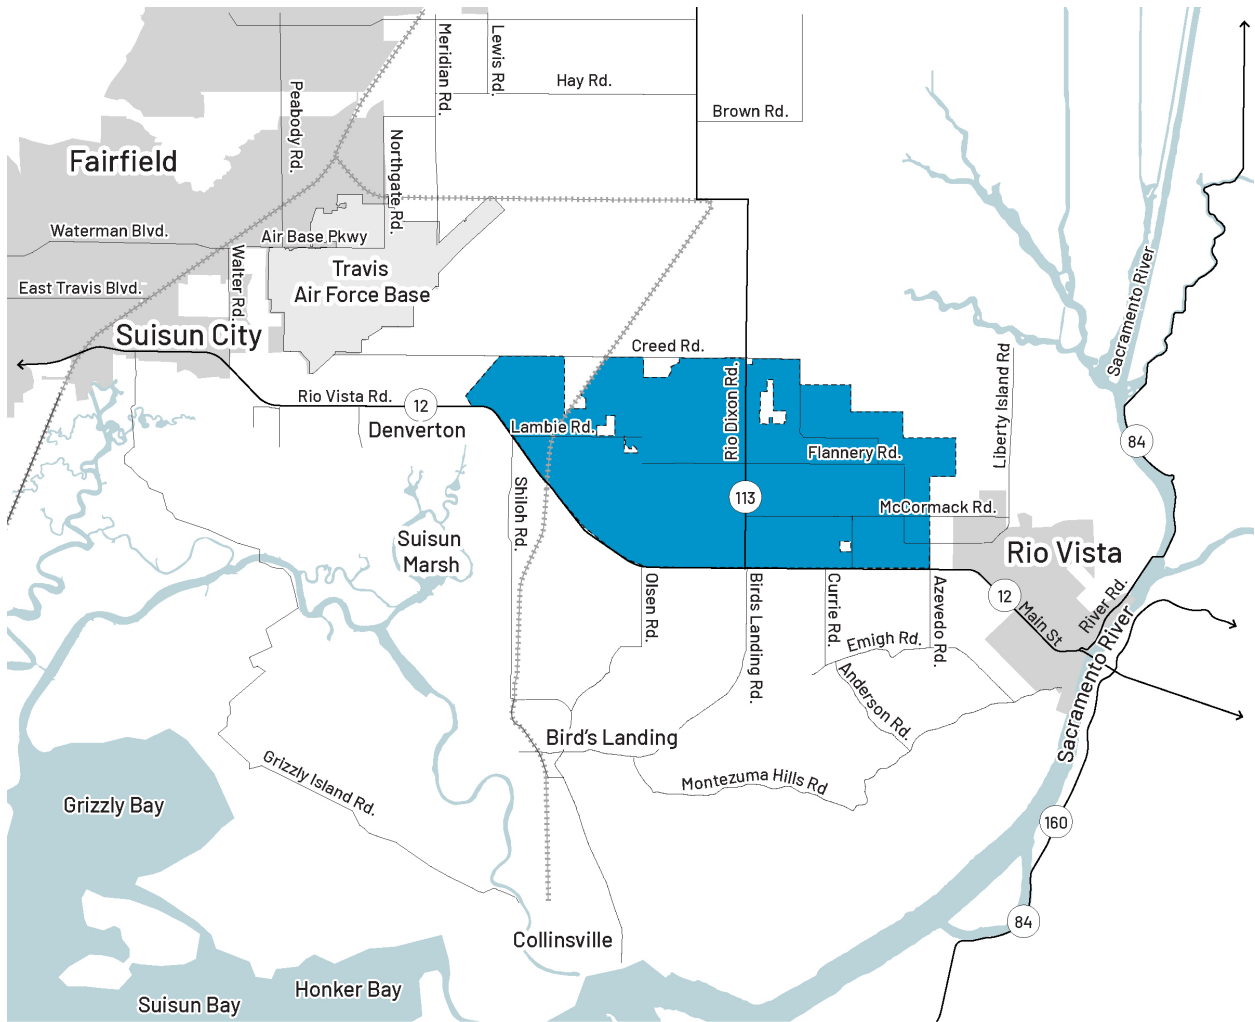 Meridian Rd.
Lewis Rd.
Hay Rd.
Brown Rd.
Peabody Rd.
Northgate Rd.
Fairfield
Waterman Blvd.
Air Base Pkwy
Walter Rd.
Travis
Air Force Base
East Travis Blvd.
Sacramento River
Suisun City
Creed Rd.
Liberty Island Rd
Rio Dixon Rd.
Rio Vista Rd.
12
Denverton
Lambie Rd.
Flannery Rd.
84
113
McCormack Rd.
Shiloh Rd.
Suisun
Marsh
Rio Vista
12
Main St
River Rd.
Olsen Rd.
Birds Landing Rd.
Currie Rd.
Azevedo Rd.
Emigh Rd.
Anderson Rd.
Sacramento River
Bird's Landing
Montezuma Hills Rd
Grizzly Island Rd.
Grizzly Bay
160
84
Collinsville
Honker Bay
Suisun Bay